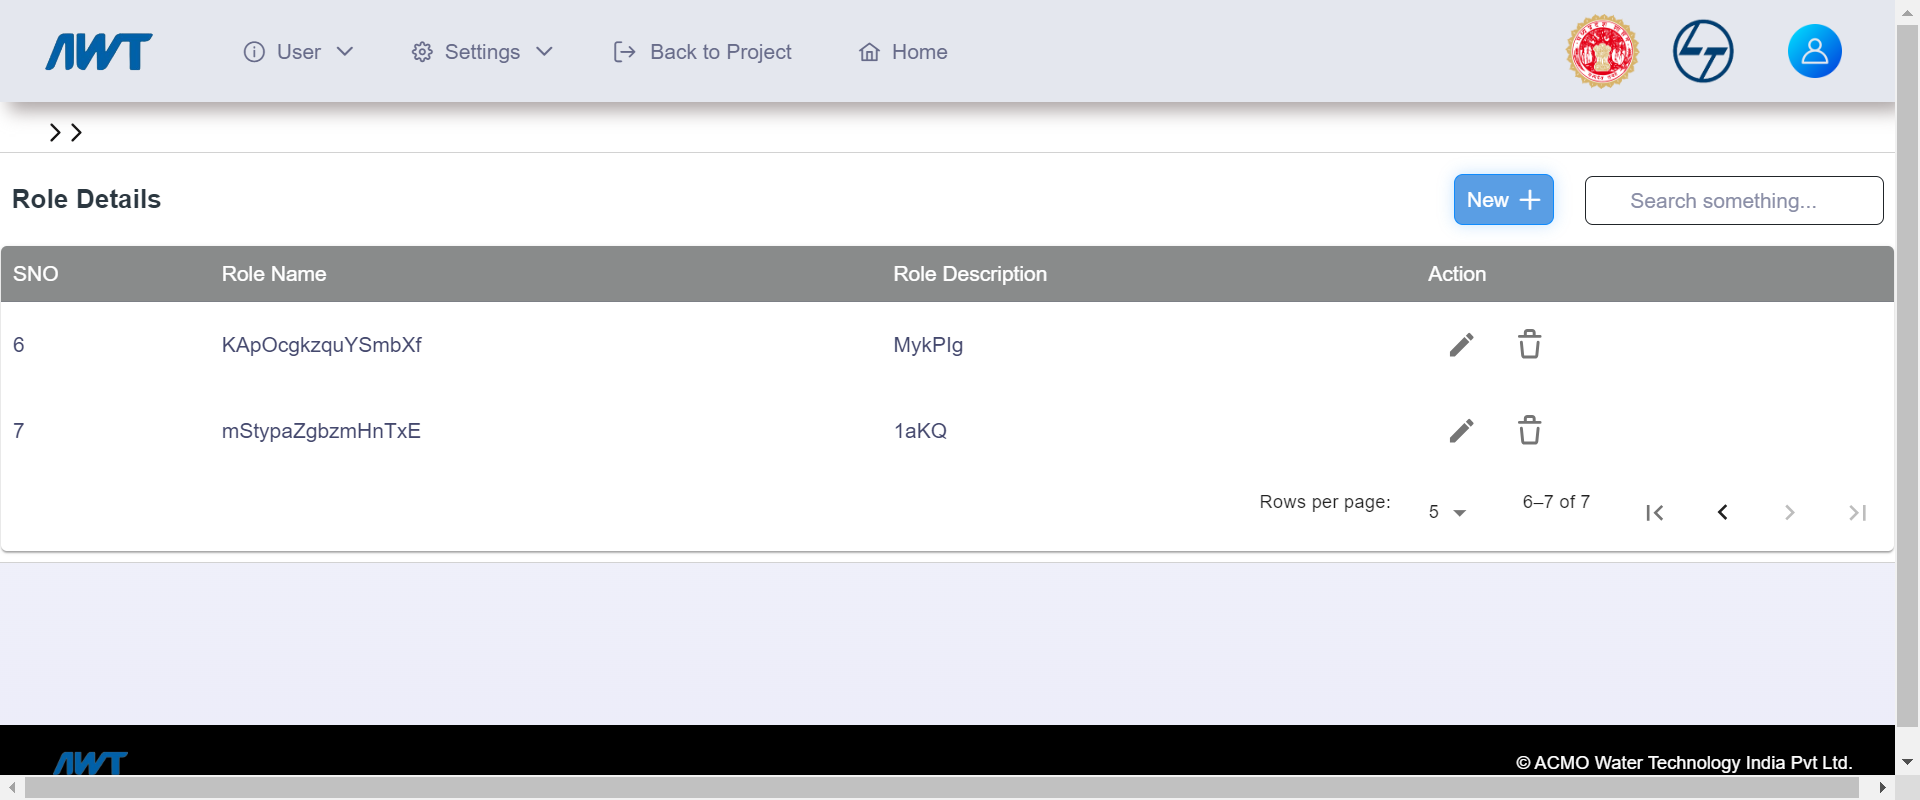 AWT User Settings Back to Project Home
Role Details New Search something...
SNO Role Name Role Description Action
6 KApOcgkzquYSmbXf MykPIg
7 mStypaZgbzmHnTxE 1aKQ
Rows per page: 5 6–7 of 7
AWT © ACMO Water Technology India Pvt Ltd.